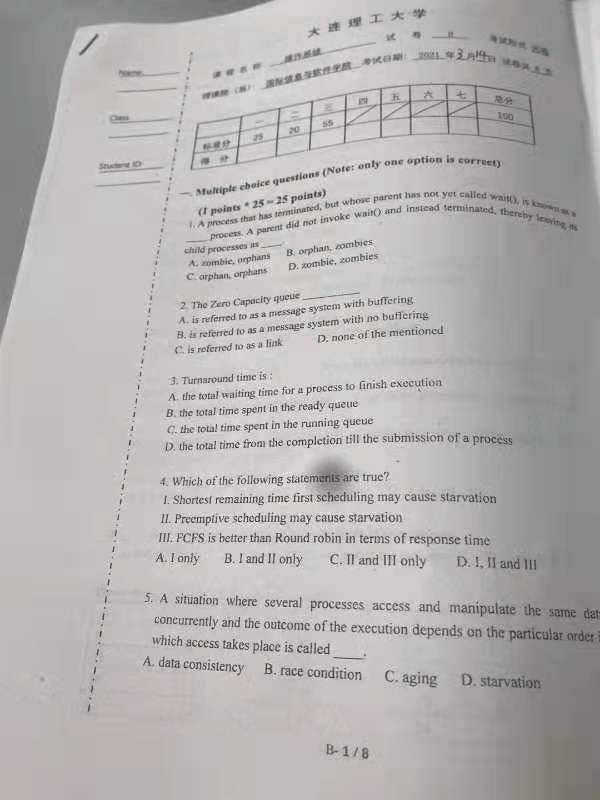 大 连 理 工 大 学
Name
试 卷 B 考试形式 闭卷
课 程 名 称: 操作系统
授课院 (系): 国际信息与软件学院 考试日期: 2021 年3 月14日 试卷共 8 页
Class
一 二 三 四 五 六 七 总分
标准分 25 20 55 100
得 分
Student ID
一、Multiple choice questions (Note: only one option is correct)
(1 points * 25 = 25 points)
1. A process that has terminated, but whose parent has not yet called wait(), is known as a
____ process. A parent did not invoke wait() and instead terminated, thereby leaving its
child processes as ____.
A. zombie, orphans B. orphan, zombies
C. orphan, orphans D. zombie, zombies
2. The Zero Capacity queue __________
A. is referred to as a message system with buffering
B. is referred to as a message system with no buffering
C. is referred to as a link D. none of the mentioned
3. Turnaround time is :
A. the total waiting time for a process to finish execution
B. the total time spent in the ready queue
C. the total time spent in the running queue
D. the total time from the completion till the submission of a process
4. Which of the following statements are true?
I. Shortest remaining time first scheduling may cause starvation
II. Preemptive scheduling may cause starvation
III. FCFS is better than Round robin in terms of response time
A. I only B. I and II only C. II and III only D. I, II and III
5. A situation where several processes access and manipulate the same dat
concurrently and the outcome of the execution depends on the particular order i
which access takes place is called _____.
A. data consistency B. race condition C. aging D. starvation
B- 1 / 8